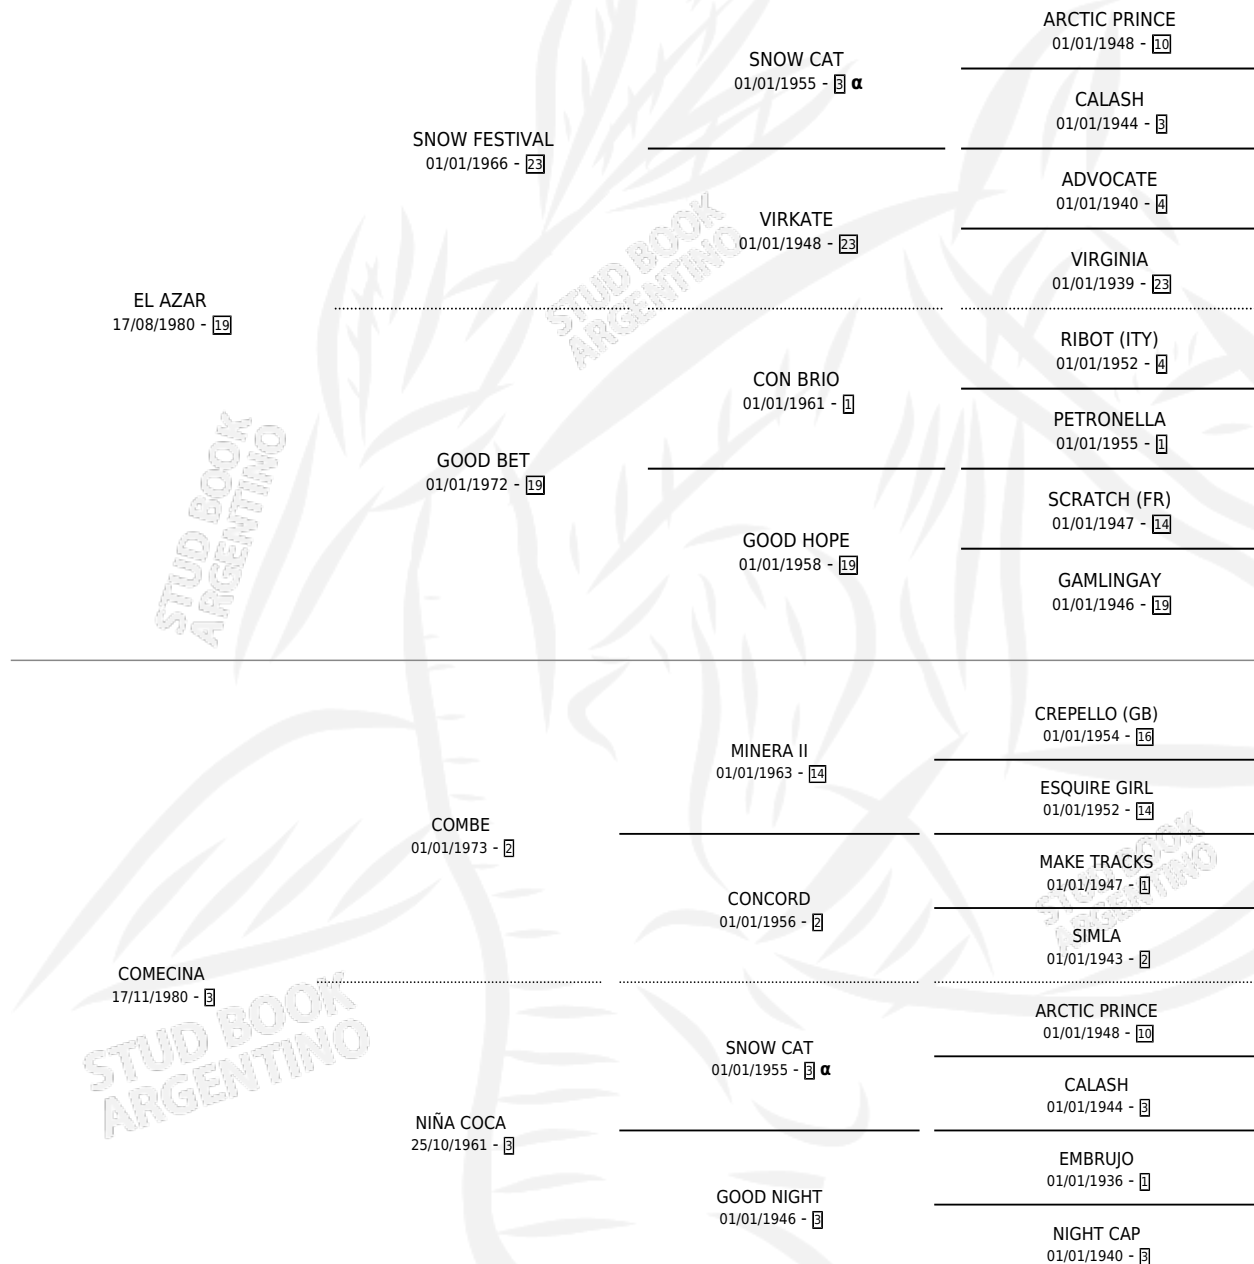 ARCTIC PRINCE
01/01/1948 - 10
SNOW CAT
01/01/1955 - 3 α
CALASH
01/01/1944 - 3
SNOW FESTIVAL
01/01/1966 - 23
ADVOCATE
01/01/1940 - 4
VIRKATE
01/01/1948 - 23
VIRGINIA
01/01/1939 - 23
EL AZAR
17/08/1980 - 19
RIBOT (ITY)
01/01/1952 - 4
CON BRIO
01/01/1961 - 1
PETRONELLA
01/01/1955 - 1
GOOD BET
01/01/1972 - 19
SCRATCH (FR)
01/01/1947 - 14
GOOD HOPE
01/01/1958 - 19
GAMLINGAY
01/01/1946 - 19
CREPELLO (GB)
01/01/1954 - 16
MINERA II
01/01/1963 - 14
ESQUIRE GIRL
01/01/1952 - 14
COMBE
01/01/1973 - 2
MAKE TRACKS
01/01/1947 - 1
CONCORD
01/01/1956 - 2
SIMLA
01/01/1943 - 2
COMECINA
17/11/1980 - 3
ARCTIC PRINCE
01/01/1948 - 10
SNOW CAT
01/01/1955 - 3 α
CALASH
01/01/1944 - 3
NIÑA COCA
25/10/1961 - 3
EMBRUJO
01/01/1936 - 1
GOOD NIGHT
01/01/1946 - 3
NIGHT CAP
01/01/1940 - 3
STUD BOOK
ARGENTINO
STUD BOOK
ARGENTINO
STUD BOOK
ARGENTINO
STUD BOOK
ARGENTINO